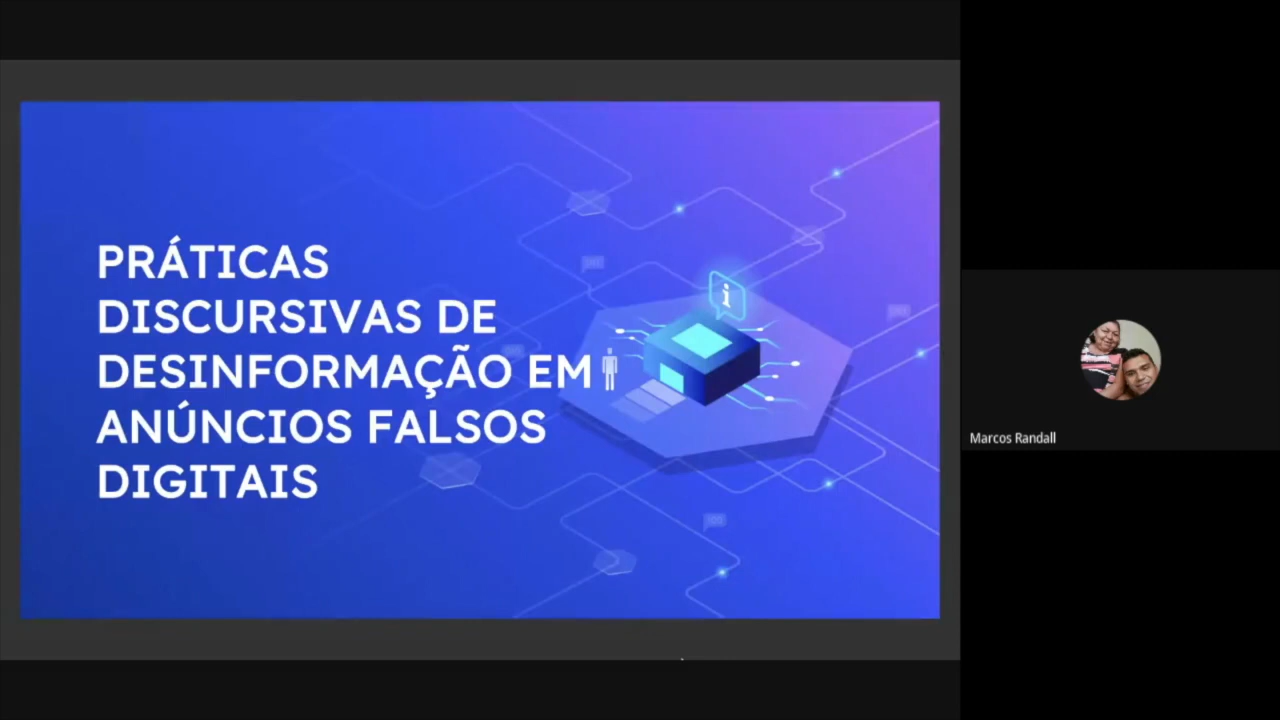 PRÁTICAS
DISCURSIVAS DE
DESINFORMAÇÃO EM
ANÚNCIOS FALSOS
DIGITAIS
i
Marcos Randall